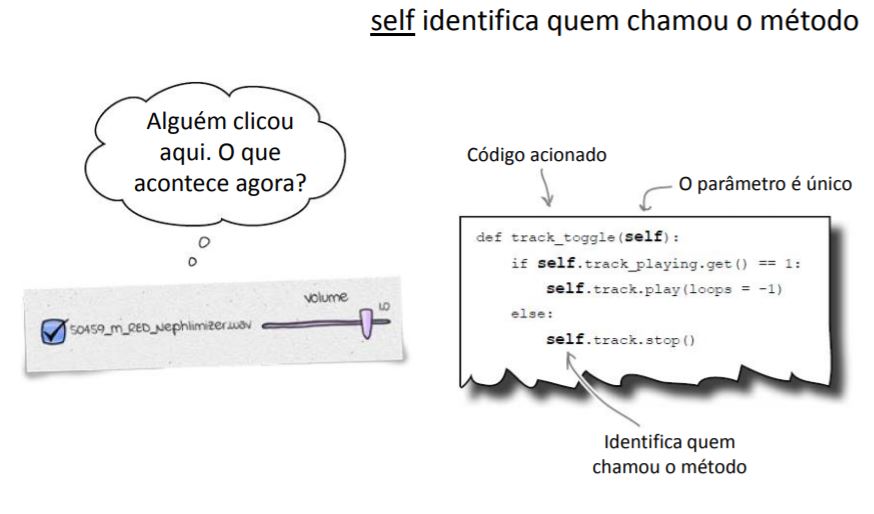 self identifica quem chamou o método
Alguém clicou
aqui. O que
acontece agora?
volume
1.0
50459_m_RED_Nephlimizer.wav
Código acionado
O parâmetro é único
def track_toggle(self):
if self.track_playing.get() == 1:
self.track.play(loops = -1)
else:
self.track.stop()
Identifica quem
chamou o método